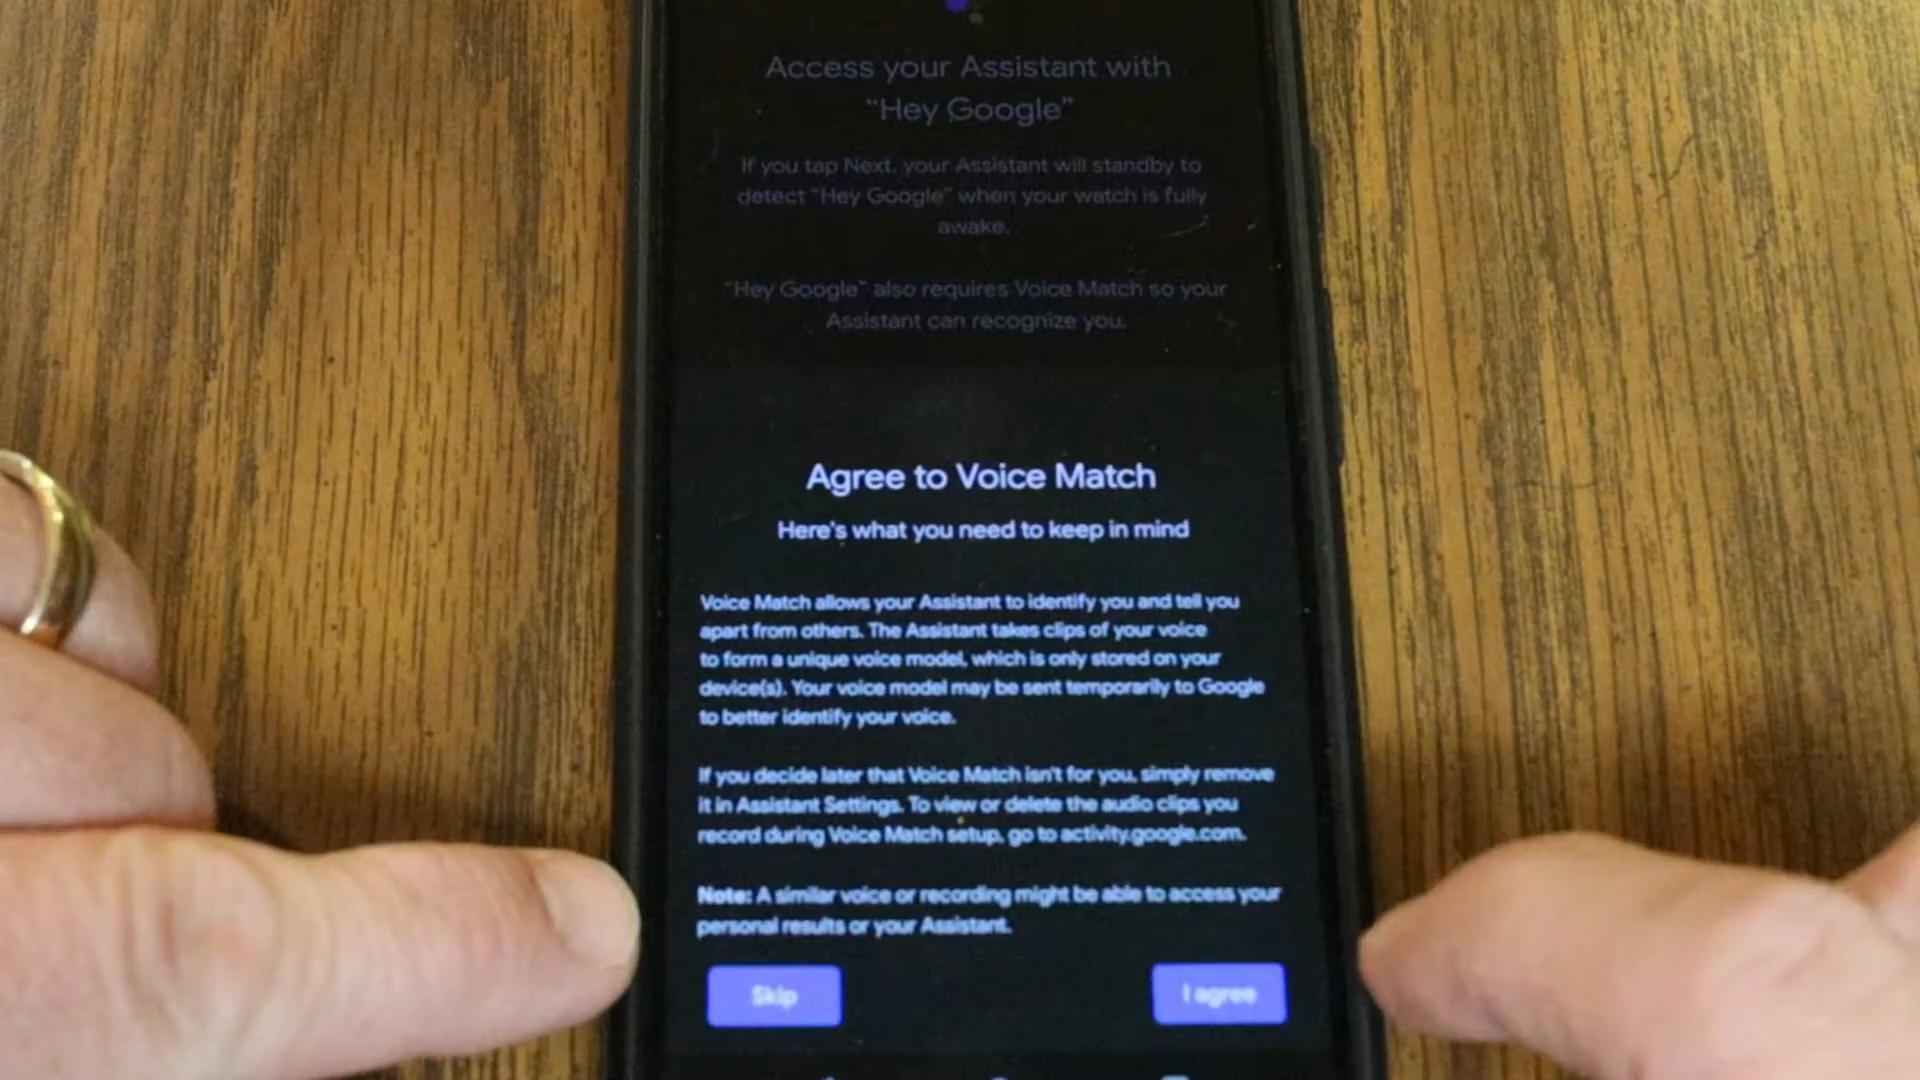 Access your Assistant with
“Hey Google”
If you tap Next, your Assistant will standby to
detect “Hey Google” when your watch is fully
awake.
“Hey Google” also requires Voice Match so your
Assistant can recognize you.
Agree to Voice Match
Here's what you need to keep in mind
Voice Match allows your Assistant to identify you and tell you
apart from others. The Assistant takes clips of your voice
to form a unique voice model, which is only stored on your
device(s). Your voice model may be sent temporarily to Google
to better identify your voice.
If you decide later that Voice Match isn't for you, simply remove
it in Assistant Settings. To view or delete the audio clips you
record during Voice Match setup, go to activity.google.com.
Note: A similar voice or recording might be able to access your
personal results or your Assistant.
Skip
I agree